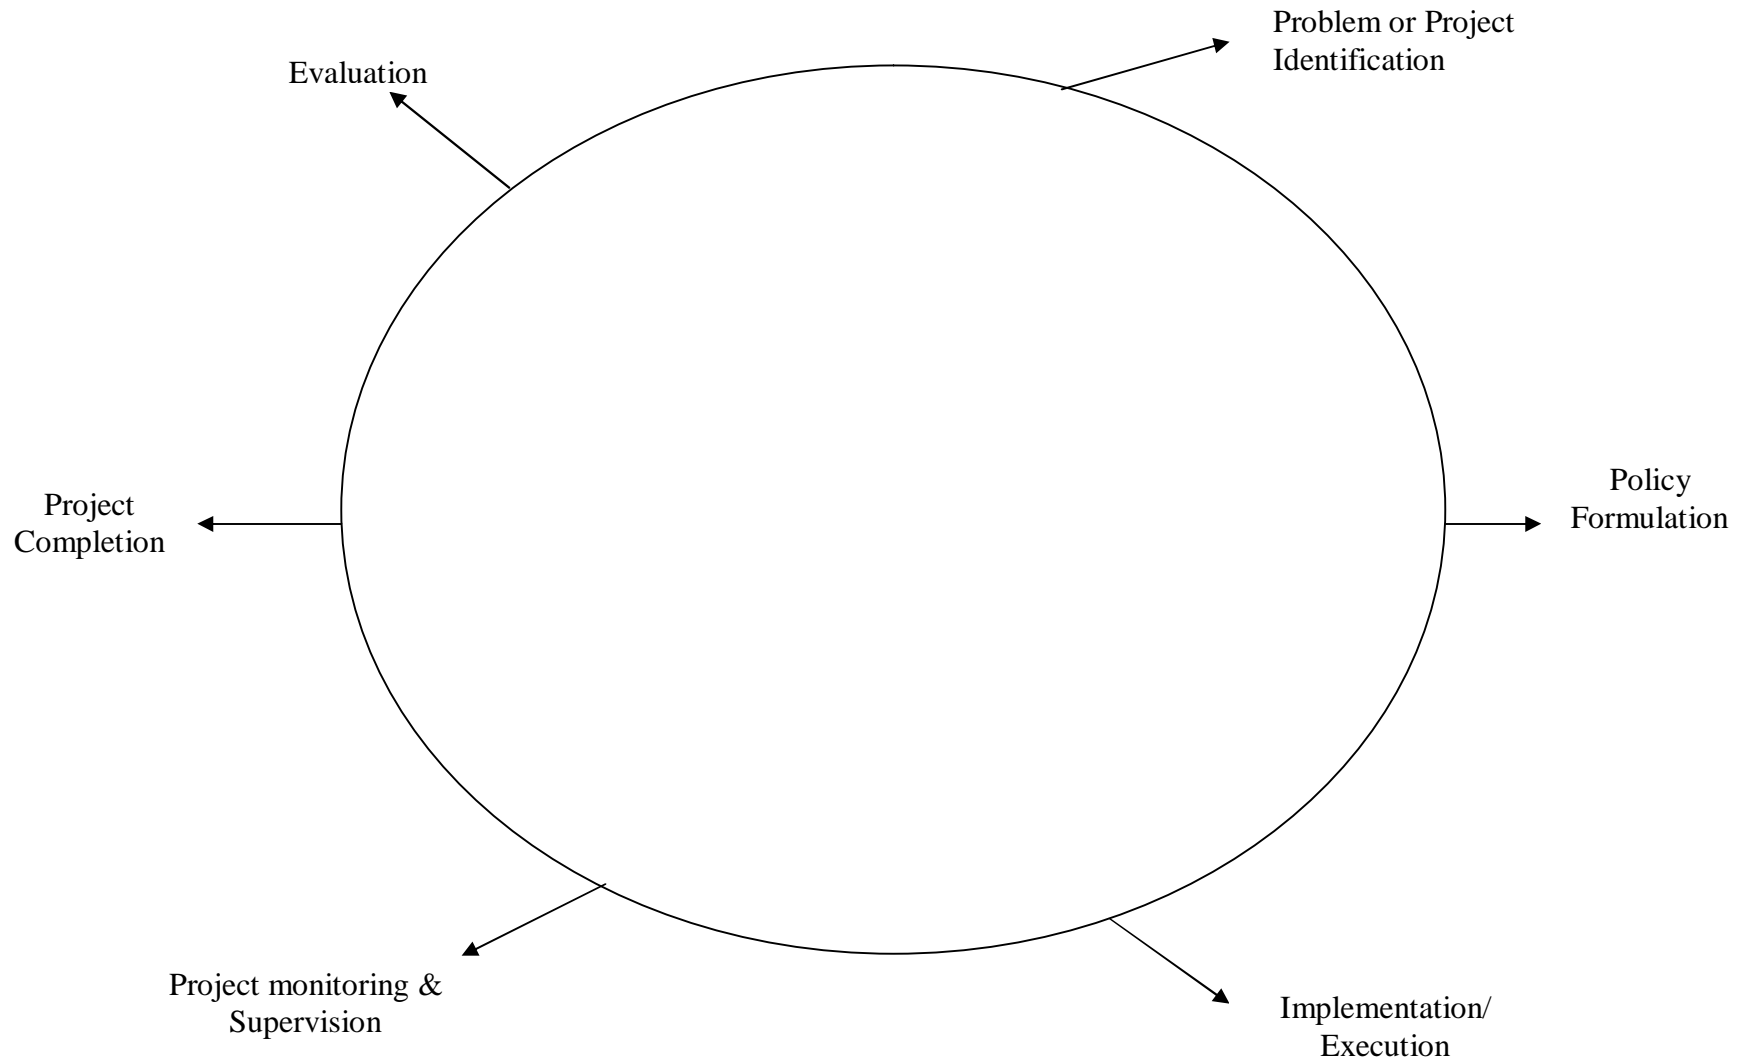 Problem or Project
Identification
Evaluation
Policy
Formulation
Project
Completion
Project monitoring &
Supervision
Implementation/
Execution